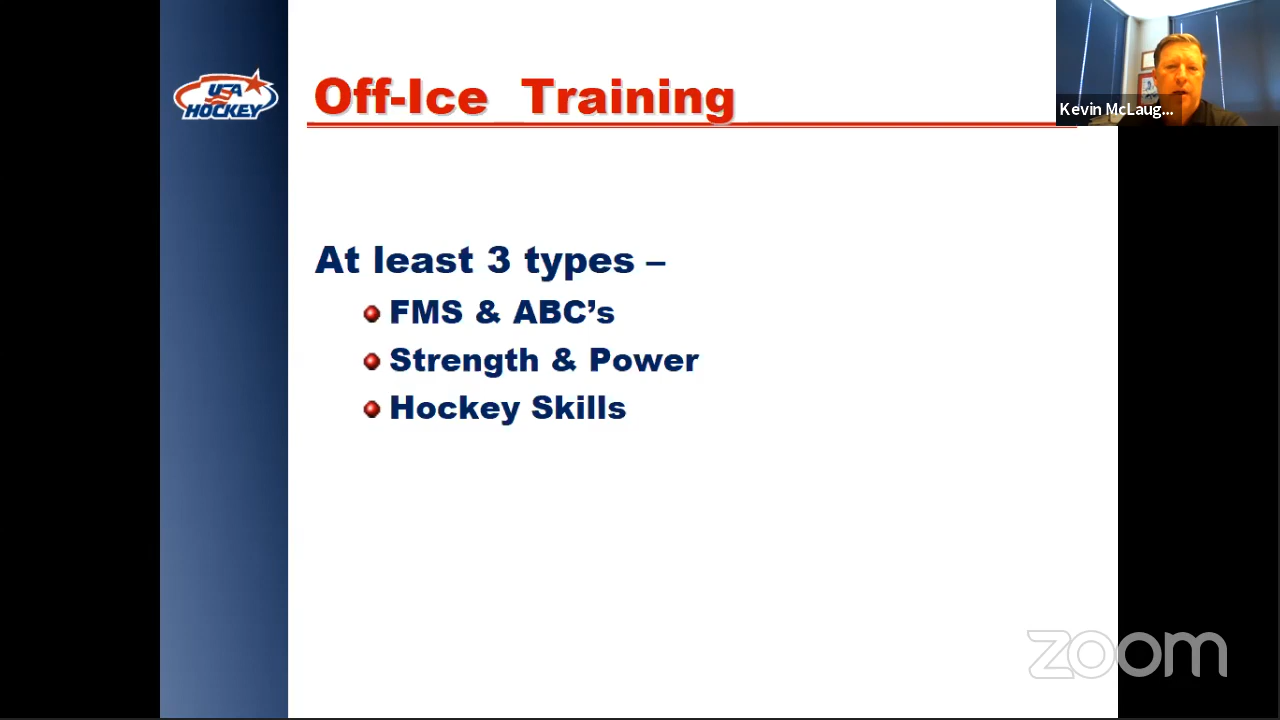 USA
HOCKEY
Off-Ice Training
Kevin McLaug...
At least 3 types –
FMS & ABC's
Strength & Power
Hockey Skills
zoom